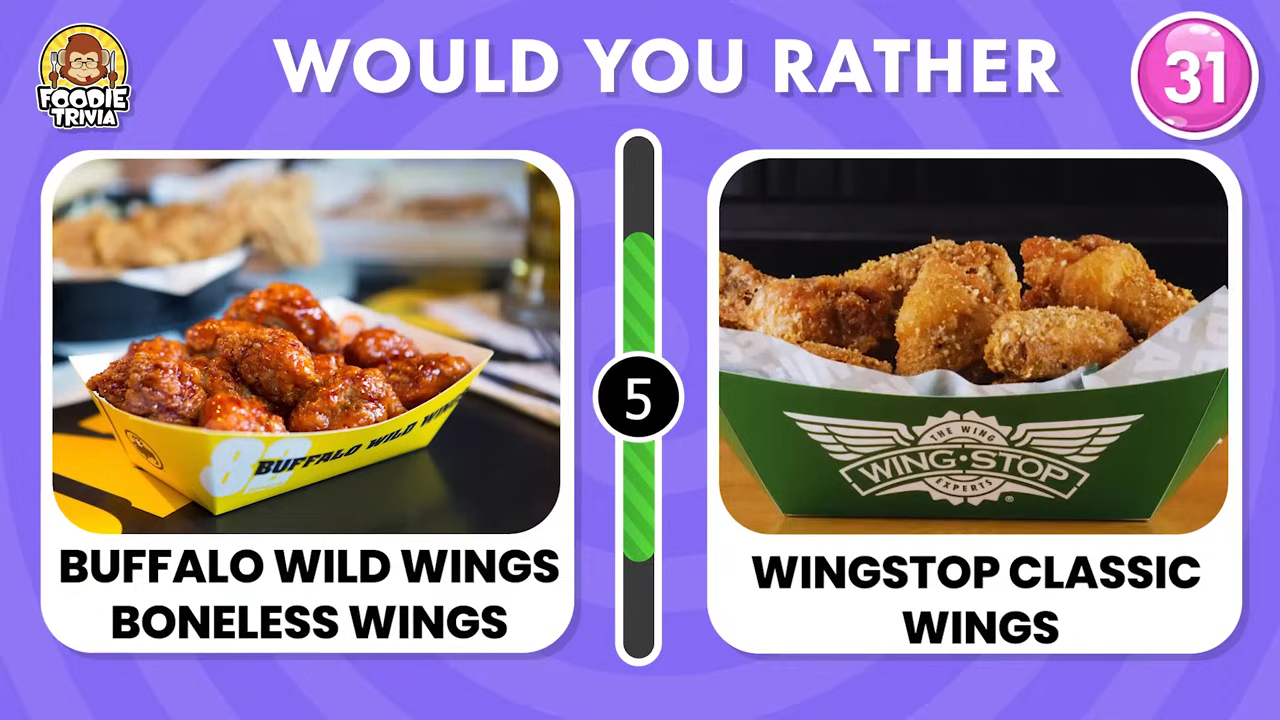 FOODIE
TRIVIA
WOULD YOU RATHER
31
BUFFALO WILD WINGS
5
THE WING
WING • STOP
EXPERTS
®
BUFFALO WILD WINGS
BONELESS WINGS
WINGSTOP CLASSIC
WINGS